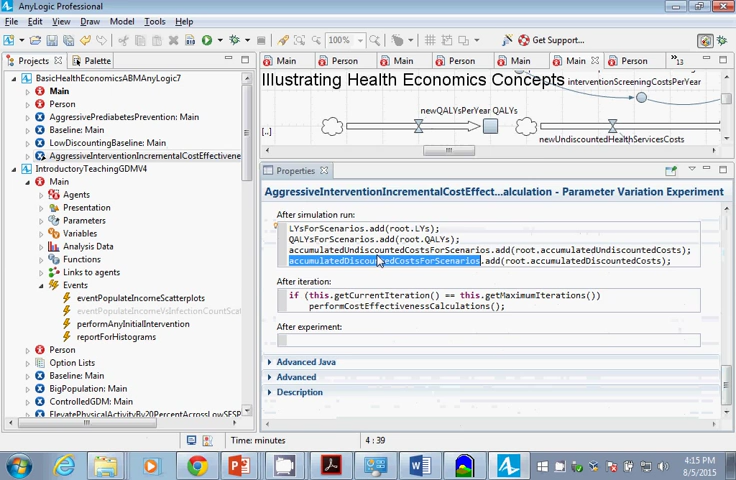 AnyLogic Professional
File Edit View Draw Model Tools Help
100% Get Support...
Projects Palette
Main Person Main Person Main Main Person 13
BasicHealthEconomicsABMAnyLogic7
Main
Person
AggressivePrediabetesPrevention: Main
Baseline: Main
LowDiscountingBaseline: Main
AggressiveInterventionIncrementalCostEffectivene
IntroductoryTeachingGDMV4
Main
Agents
Presentation
Parameters
Variables
Analysis Data
Functions
Links to agents
Events
eventPopulateIncomeScatterplots
eventPopulateIncomeVsInfectionCountScat
performAnyInitialIntervention
reportForHistograms
Person
Option Lists
Baseline: Main
BigPopulation: Main
ControlledGDM: Main
ElevatePhysicalActivityBy20PercentAcrossLowSESP
Illustrating Health Economics Concepts
interventionScreeningCostsPerYear
newQALYsPerYear QALYs
[..]
newUndiscountedHealthServicesCosts
Properties
AggressiveInterventionIncrementalCostEffect...alculation - Parameter Variation Experiment
After simulation run:
LYsForScenarios.add(root.LYs);
QALYsForScenarios.add(root.QALYs);
accumulatedUndiscountedCostsForScenarios.add(root.accumulatedUndiscountedCosts);
accumulatedDiscountedCostsForScenarios.add(root.accumulatedDiscountedCosts);
After iteration:
if (this.getCurrentIteration() == this.getMaximumIterations())
performCostEffectivenessCalculations();
After experiment:
Advanced Java
Advanced
Description
Time: minutes
4 : 39
4:15 PM
8/5/2015